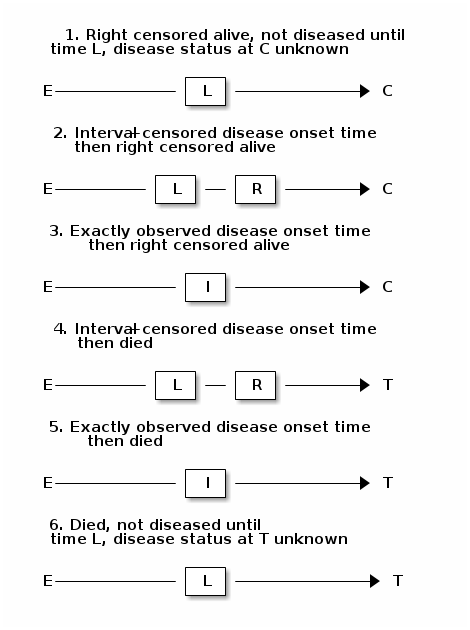 1. Right censored alive, not diseased until
time L, disease status at C unknown
E L C
2. Interval-censored disease onset time
then right censored alive
E L R C
3. Exactly observed disease onset time
then right censored alive
E I C
4. Interval-censored disease onset time
then died
E L R T
5. Exactly observed disease onset time
then died
E I T
6. Died, not diseased until
time L, disease status at T unknown
E L T